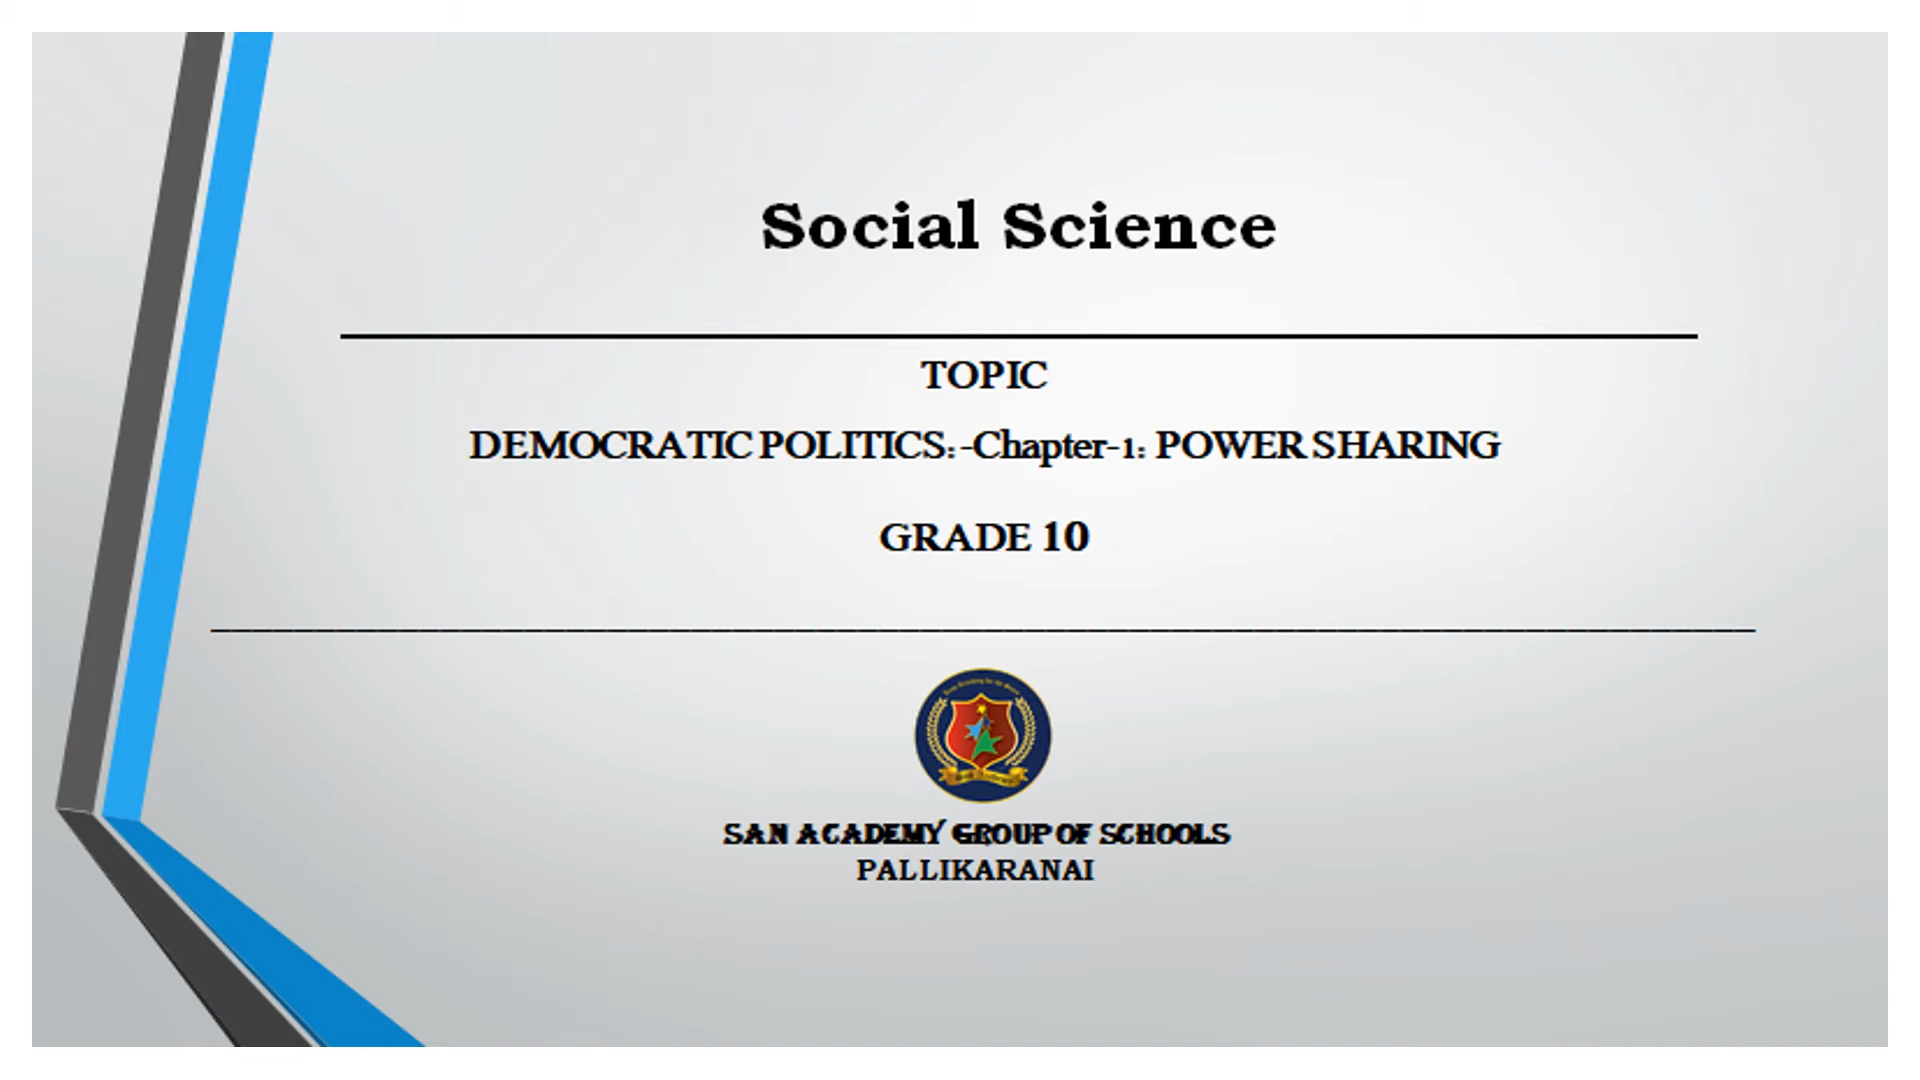 Social Science
TOPIC
DEMOCRATIC POLITICS: -Chapter-1: POWER SHARING
GRADE 10
SAN ACADEMY GROUP OF SCHOOLS
PALLIKARANAI